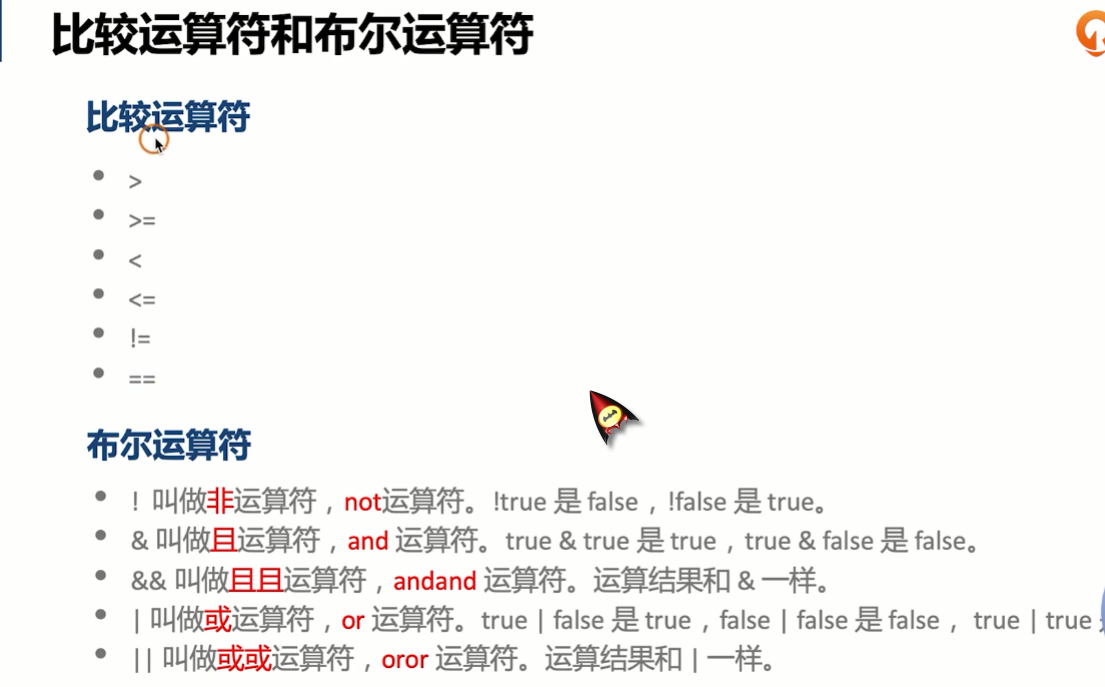 比较运算符和布尔运算符
比较运算符
>
>=
<
<=
!=
==
布尔运算符
! 叫做非运算符，not运算符。!true 是 false，!false 是 true。
& 叫做且运算符，and 运算符。true & true 是 true，true & false 是 false。
&& 叫做且且运算符，andand 运算符。运算结果和 & 一样。
| 叫做或运算符，or 运算符。true | false 是 true，false | false 是 false， true | true
|| 叫做或或运算符，oror 运算符。运算结果和 | 一样。